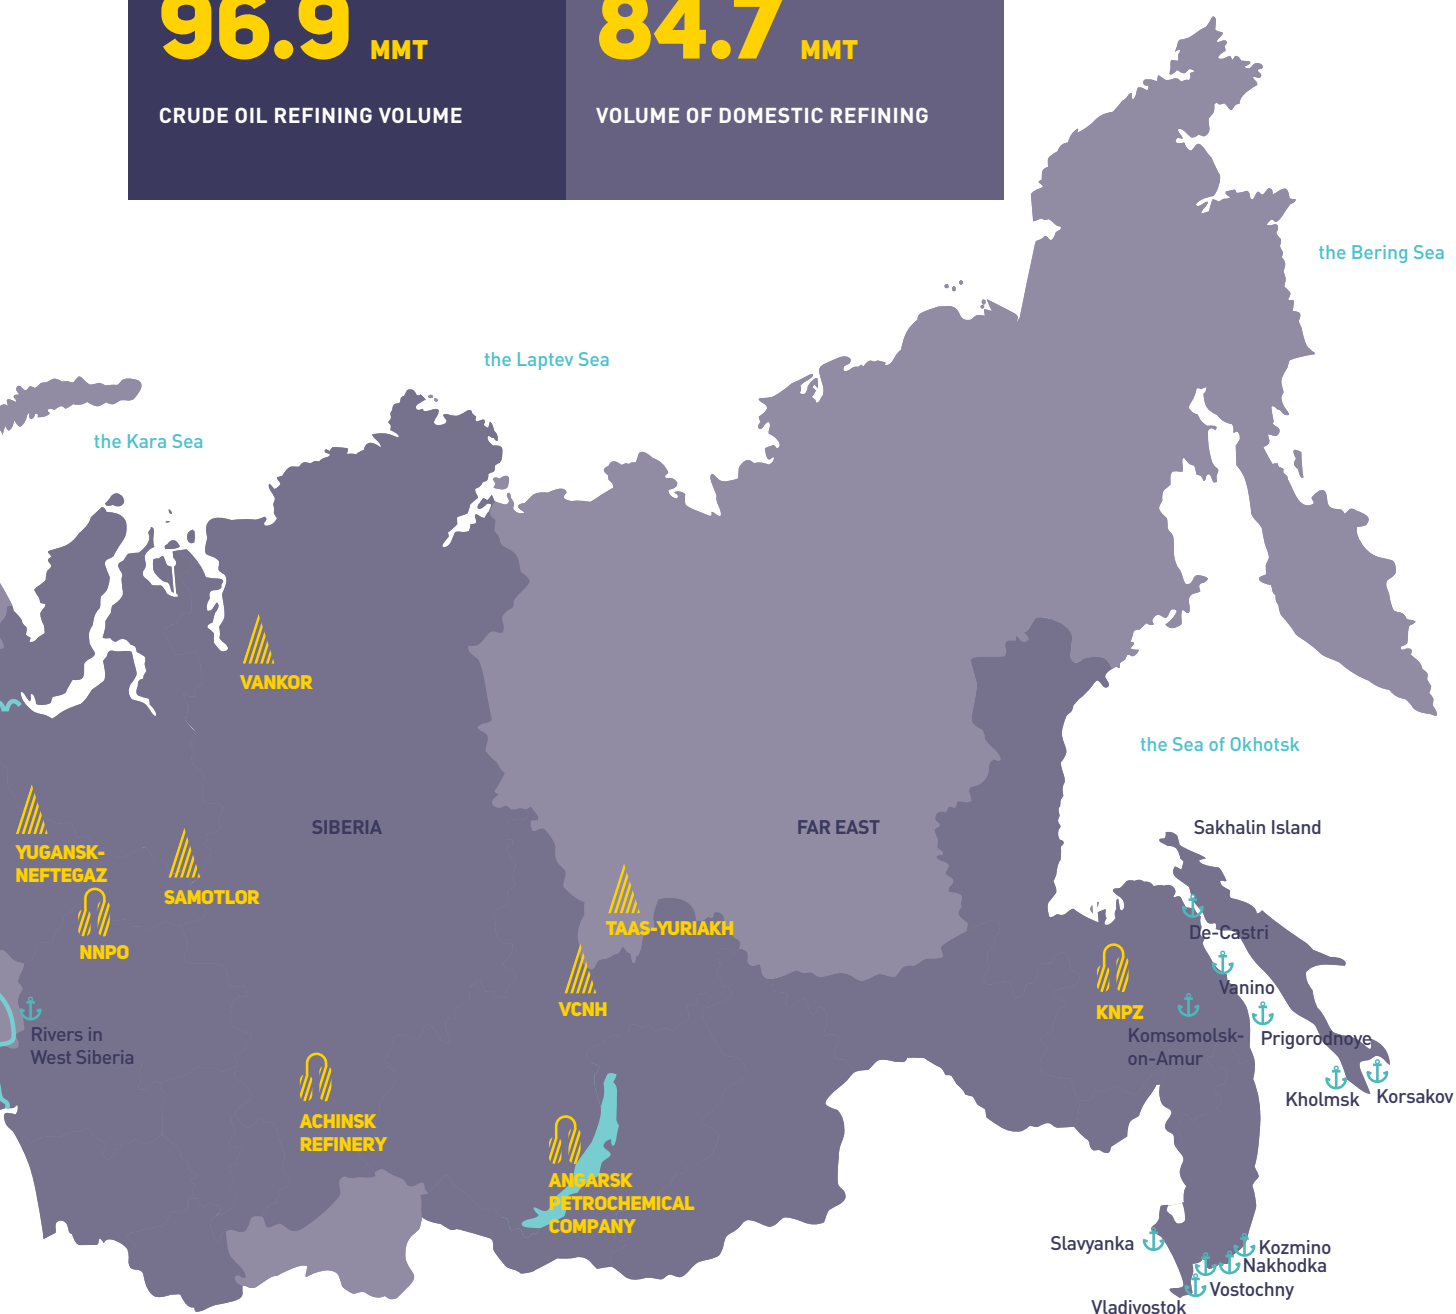 96.9 MMT
CRUDE OIL REFINING VOLUME
84.7 MMT
VOLUME OF DOMESTIC REFINING
the Bering Sea
the Laptev Sea
the Kara Sea
VANKOR
the Sea of Okhotsk
SIBERIA
FAR EAST
Sakhalin Island
YUGANSK-
NEFTEGAZ
SAMOTLOR
NNPO
TAAS-YURIAKH
De-Castri
Vanino
VCNH
KNPZ
Rivers in
West Siberia
Komsomolsk-
on-Amur
Prigorodnoye
Kholmsk
Korsakov
ACHINSK
REFINERY
ANGARSK
PETROCHEMICAL
COMPANY
Slavyanka
Kozmino
Nakhodka
Vostochny
Vladivostok